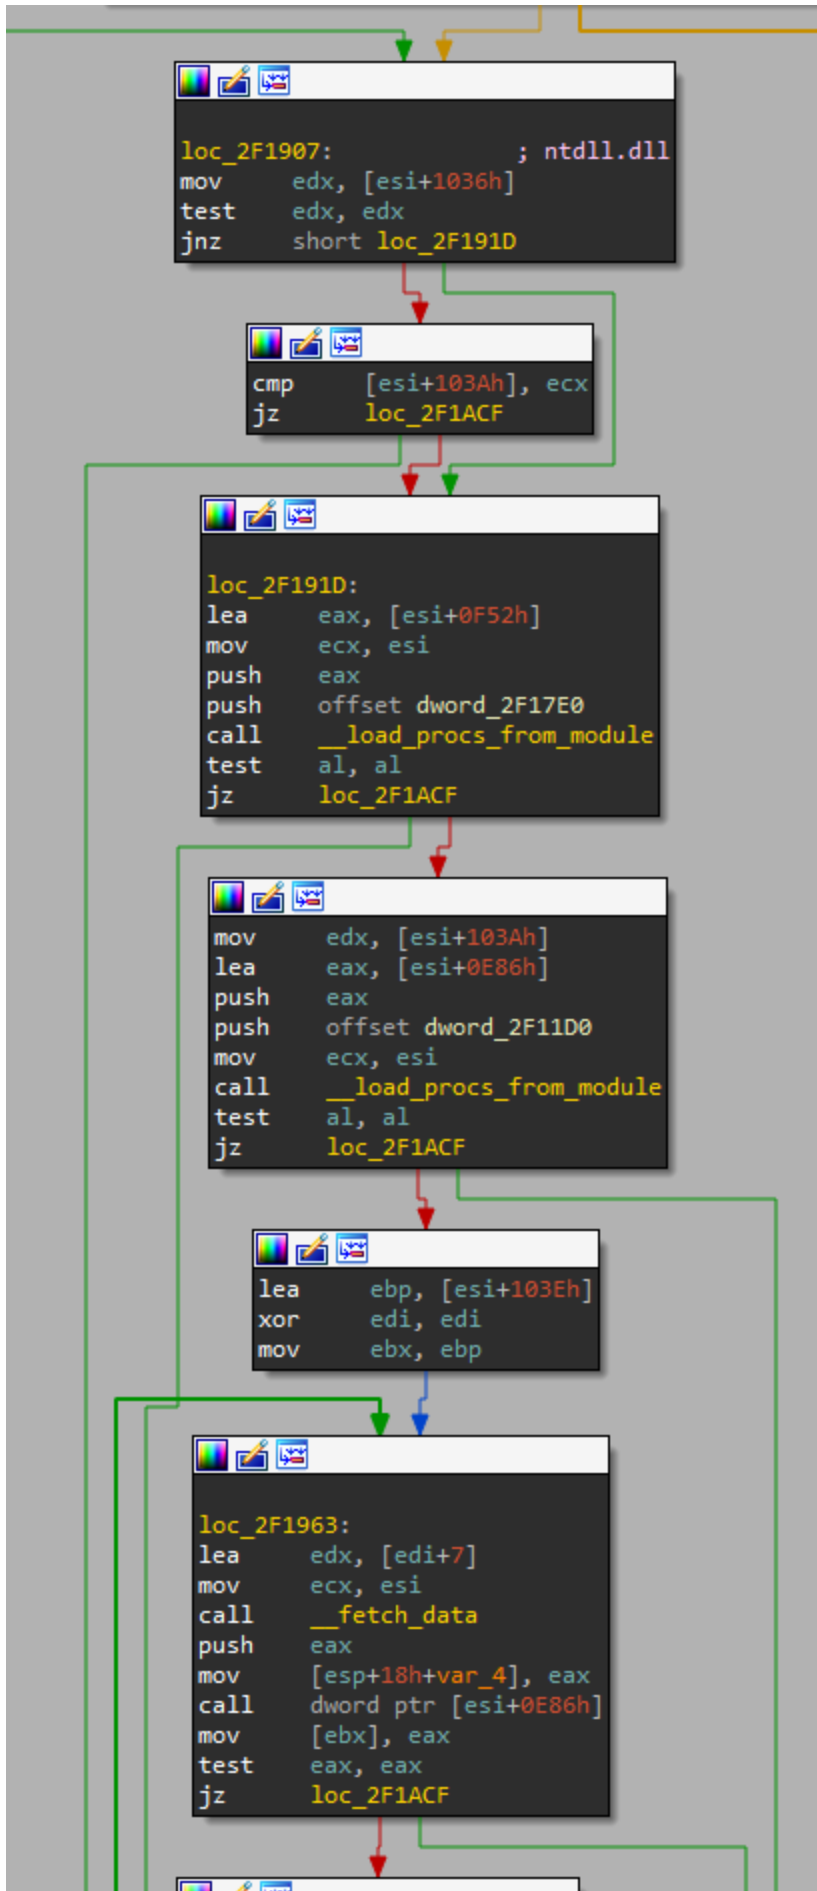 loc_2F1907: ; ntdll.dll
mov edx, [esi+1036h]
test edx, edx
jnz short loc_2F191D
cmp [esi+103Ah], ecx
jz loc_2F1ACF
loc_2F191D:
lea eax, [esi+0F52h]
mov ecx, esi
push eax
push offset dword_2F17E0
call __load_procs_from_module
test al, al
jz loc_2F1ACF
mov edx, [esi+103Ah]
lea eax, [esi+0E86h]
push eax
push offset dword_2F11D0
mov ecx, esi
call __load_procs_from_module
test al, al
jz loc_2F1ACF
lea ebp, [esi+103Eh]
xor edi, edi
mov ebx, ebp
loc_2F1963:
lea edx, [edi+7]
mov ecx, esi
call __fetch_data
push eax
mov [esp+18h+var_4], eax
call dword ptr [esi+0E86h]
mov [ebx], eax
test eax, eax
jz loc_2F1ACF